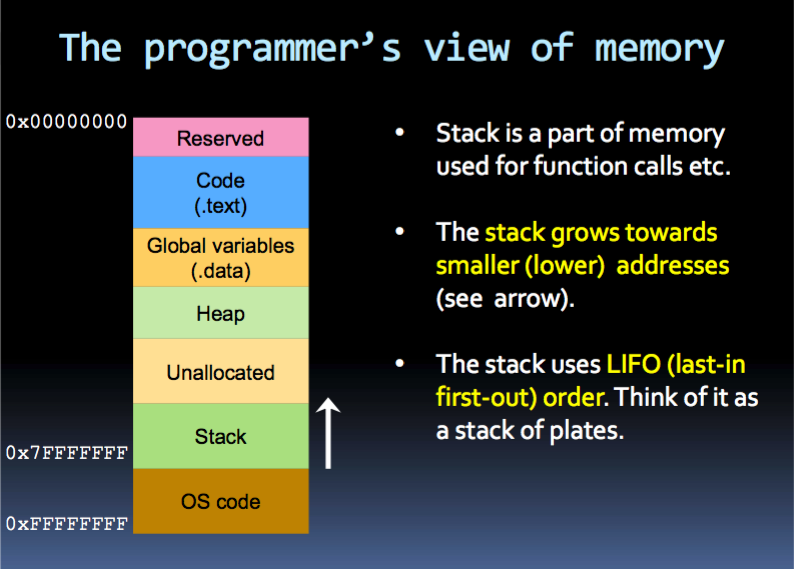 The programmer's view of memory
0x00000000
Reserved
Code
(.text)
Global variables
(.data)
Heap
Unallocated
Stack
0x7FFFFFFF
OS code
0xFFFFFFFF
• Stack is a part of memory
used for function calls etc.
• The stack grows towards
smaller (lower) addresses
(see arrow).
• The stack uses LIFO (last-in
first-out) order. Think of it as
a stack of plates.